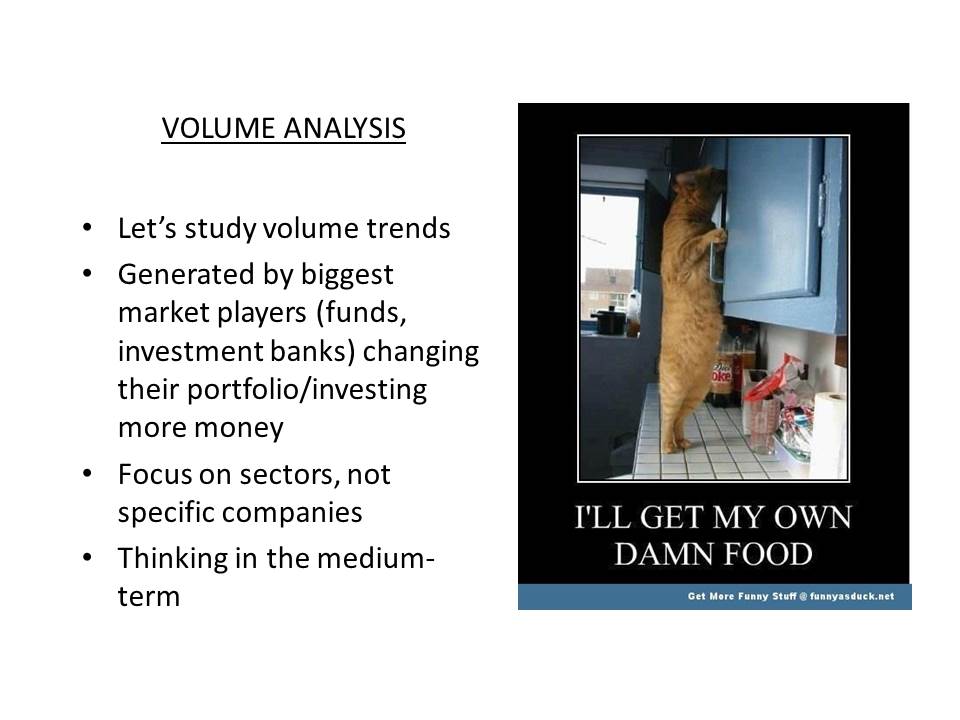 VOLUME ANALYSIS
• Let’s study volume trends
• Generated by biggest
market players (funds,
investment banks) changing
their portfolio/investing
more money
• Focus on sectors, not
specific companies
• Thinking in the medium-
term
oke
I'LL GET MY OWN
DAMN FOOD
Get More Funny Stuff @ funnyasduck.net